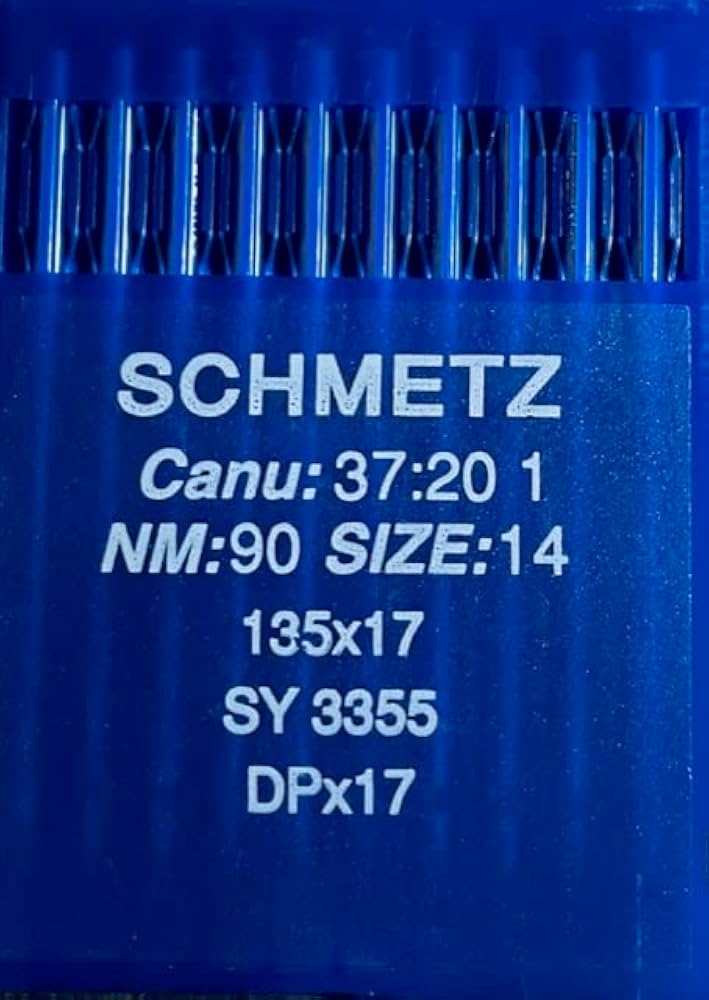 SCHMETZ
Canu: 37:20 1
NM:90 SIZE:14
135x17
SY 3355
DPx17